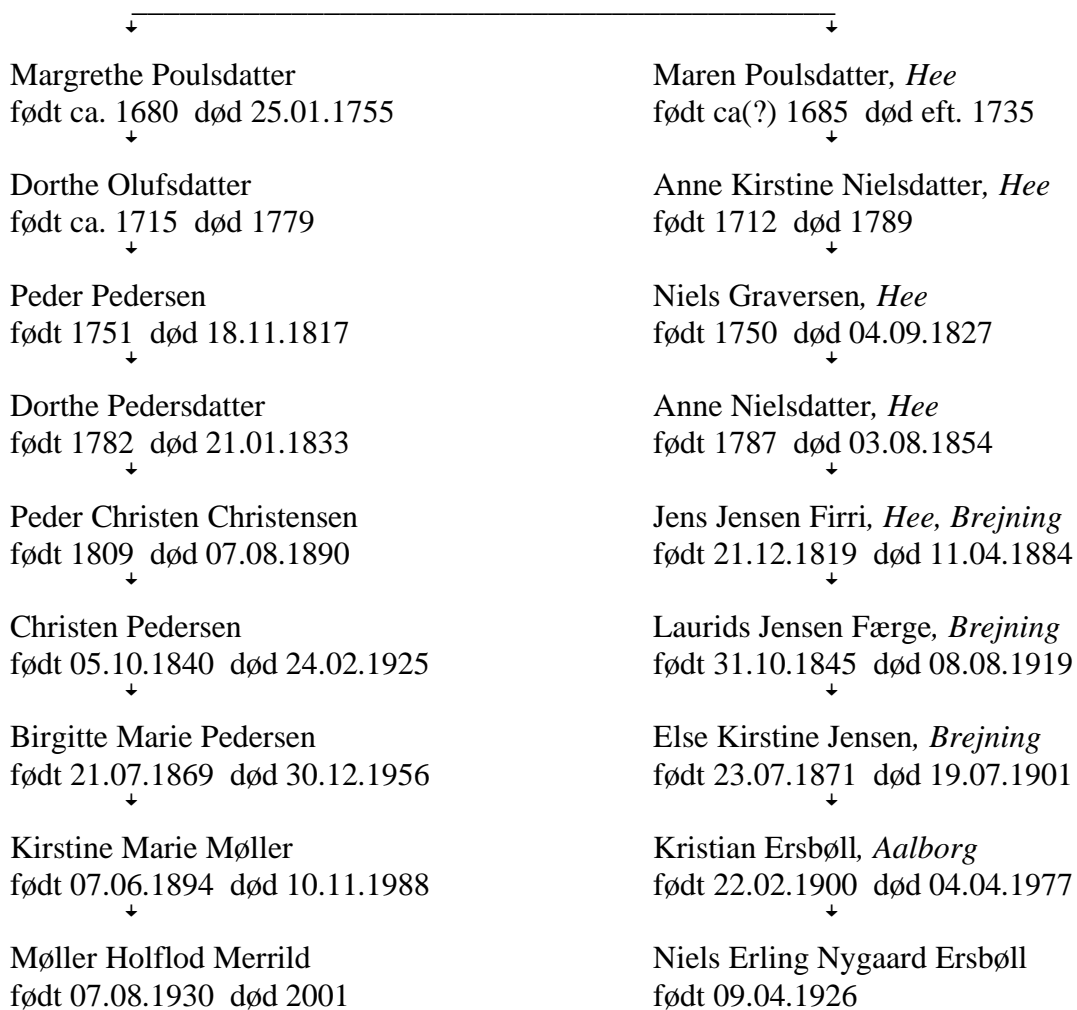 Margrethe Poulsdatter
født ca. 1680 død 25.01.1755
Dorthe Olufsdatter
født ca. 1715 død 1779
Peder Pedersen
født 1751 død 18.11.1817
Dorthe Pedersdatter
født 1782 død 21.01.1833
Peder Christen Christensen
født 1809 død 07.08.1890
Christen Pedersen
født 05.10.1840 død 24.02.1925
Birgitte Marie Pedersen
født 21.07.1869 død 30.12.1956
Kirstine Marie Møller
født 07.06.1894 død 10.11.1988
Møller Holflod Merrild
født 07.08.1930 død 2001
Maren Poulsdatter, Hee
født ca(?) 1685 død eft. 1735
Anne Kirstine Nielsdatter, Hee
født 1712 død 1789
Niels Graversen, Hee
født 1750 død 04.09.1827
Anne Nielsdatter, Hee
født 1787 død 03.08.1854
Jens Jensen Firri, Hee, Brejning
født 21.12.1819 død 11.04.1884
Laurids Jensen Færge, Brejning
født 31.10.1845 død 08.08.1919
Else Kirstine Jensen, Brejning
født 23.07.1871 død 19.07.1901
Kristian Ersbøll, Aalborg
født 22.02.1900 død 04.04.1977
Niels Erling Nygaard Ersbøll
født 09.04.1926